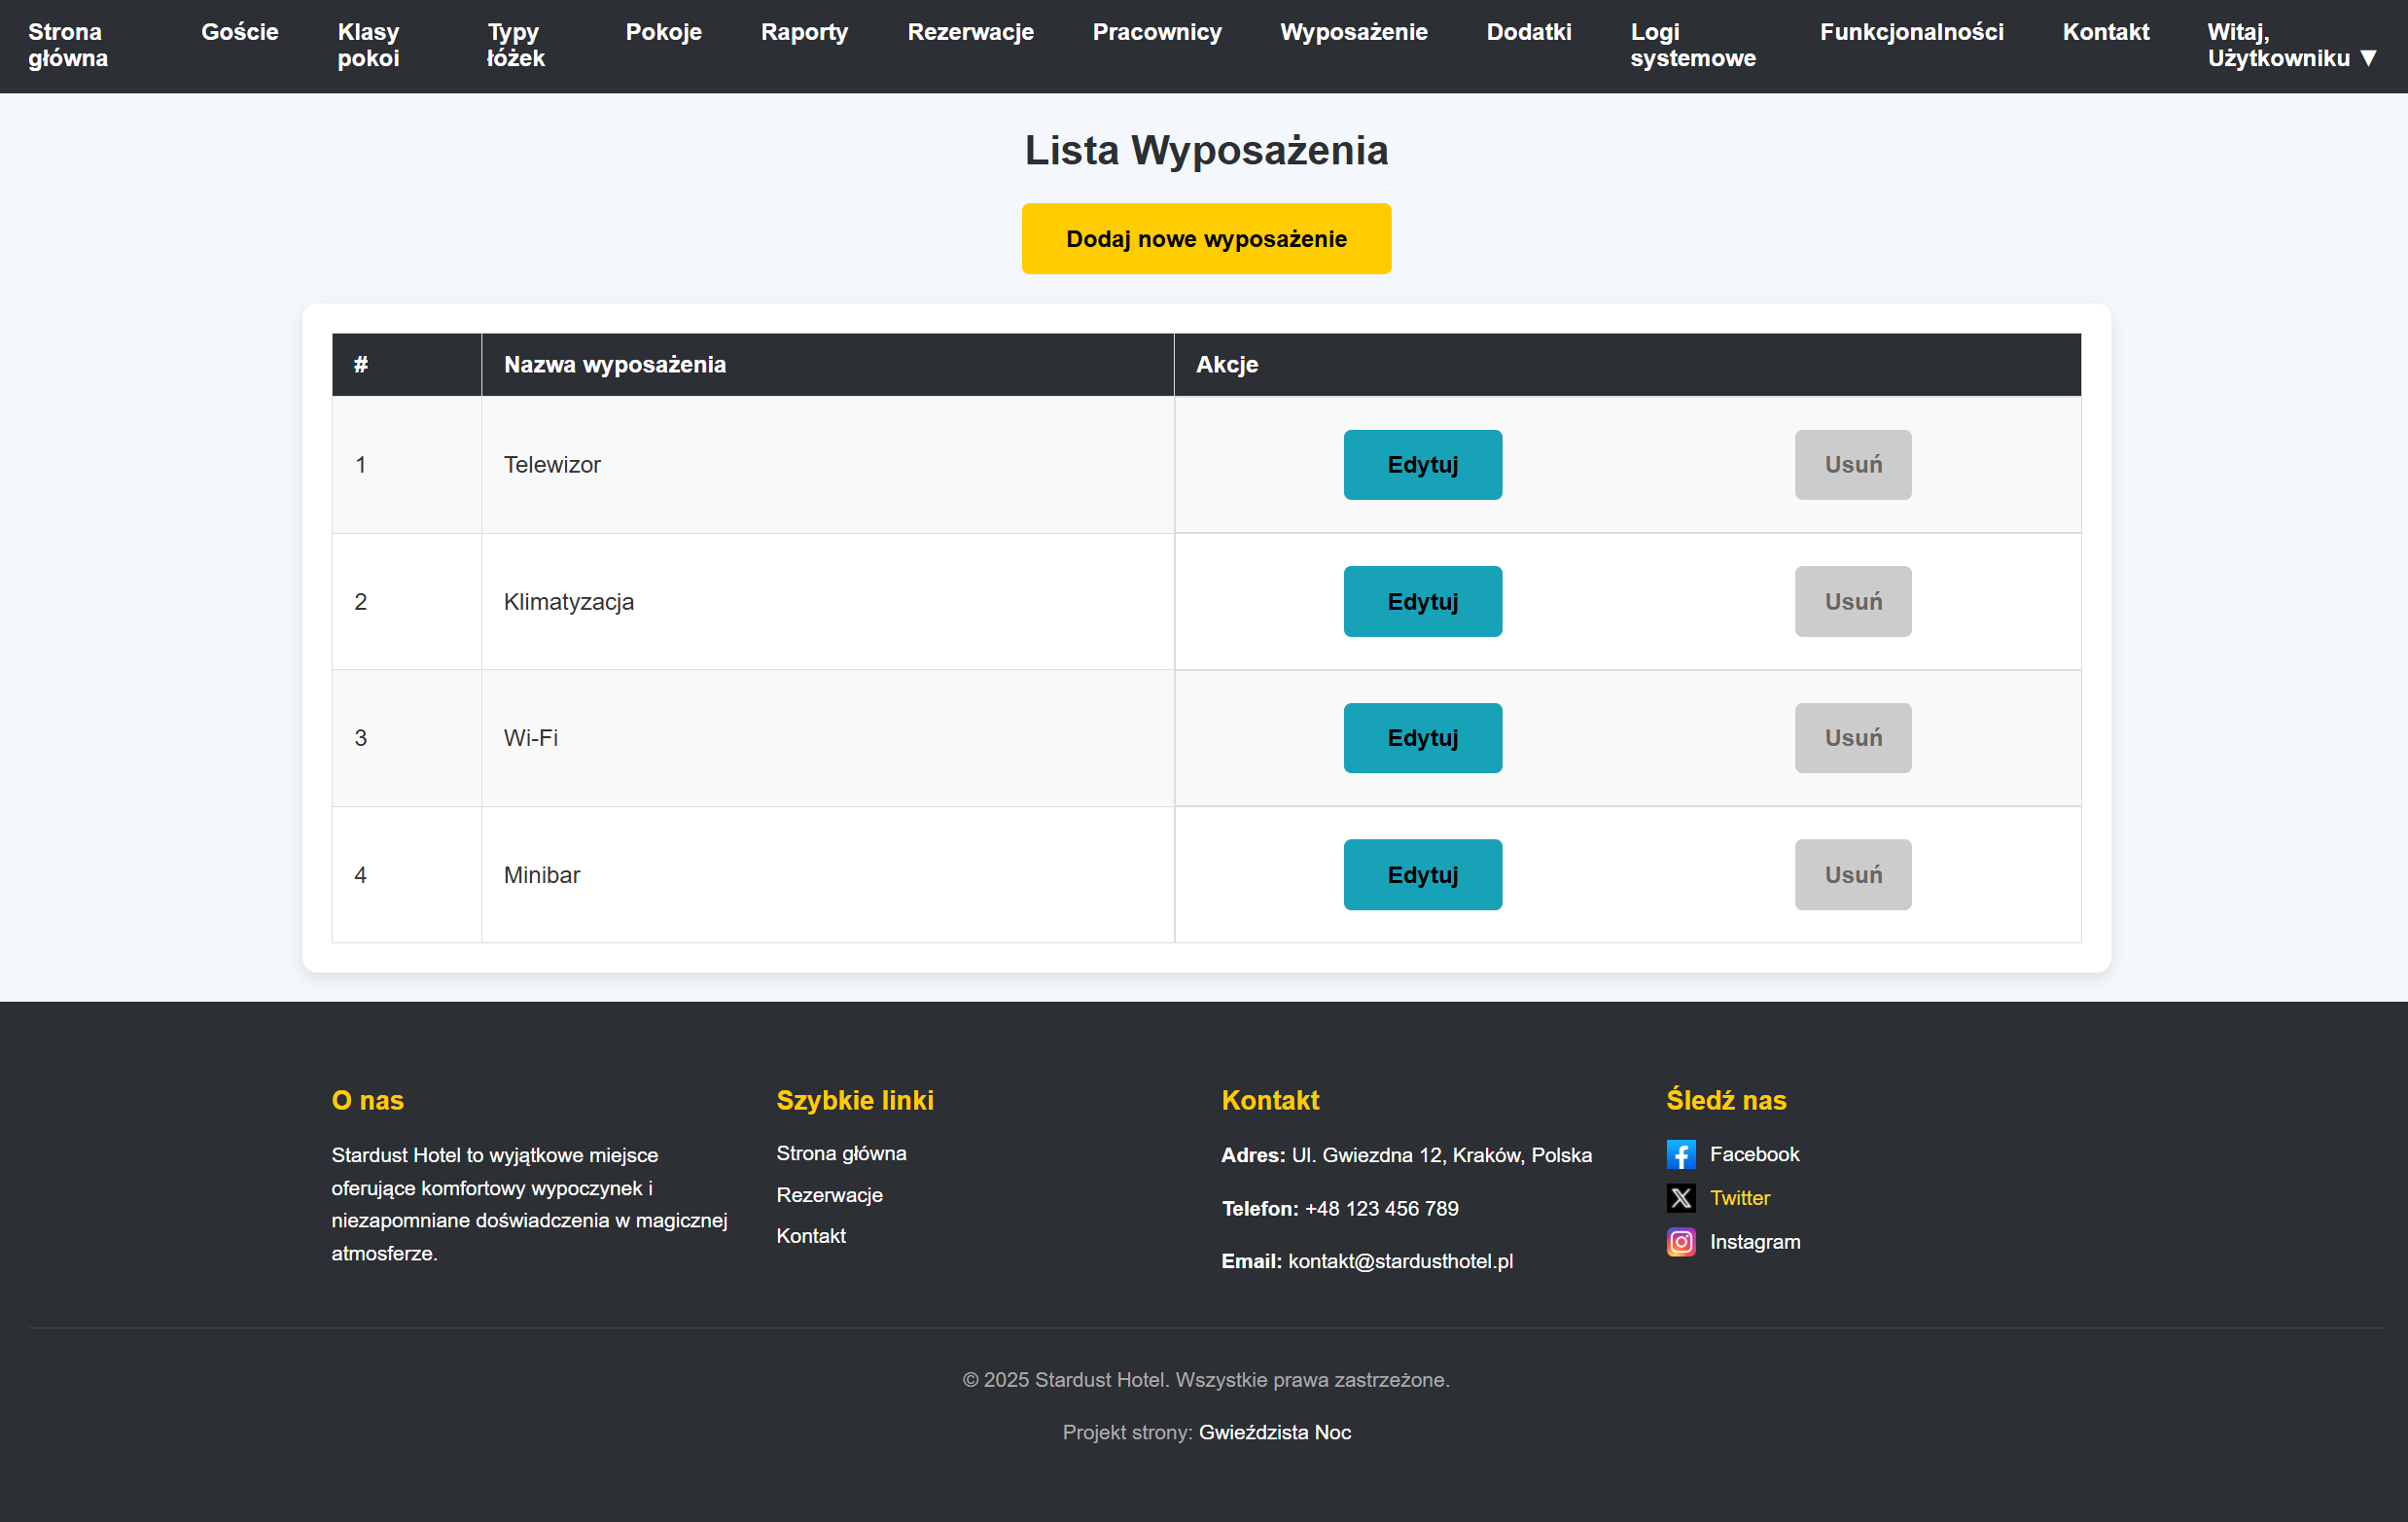 Strona główna Goście Klasy pokoi Typy łóżek Pokoje Raporty Rezerwacje Pracownicy Wyposażenie Dodatki Logi systemowe Funkcjonalności Kontakt Witaj, Użytkowniku ▼
Lista Wyposażenia
Dodaj nowe wyposażenie
# Nazwa wyposażenia Akcje
1 Telewizor Edytuj Usuń
2 Klimatyzacja Edytuj Usuń
3 Wi-Fi Edytuj Usuń
4 Minibar Edytuj Usuń
O nas
Stardust Hotel to wyjątkowe miejsce
oferujące komfortowy wypoczynek i
niezapomniane doświadczenia w magicznej
atmosferze.
Szybkie linki
Strona główna
Rezerwacje
Kontakt
Kontakt
Adres: Ul. Gwiezdna 12, Kraków, Polska
Telefon: +48 123 456 789
Email: kontakt@stardusthotel.pl
Śledź nas
Facebook
Twitter
Instagram
© 2025 Stardust Hotel. Wszystkie prawa zastrzeżone.
Projekt strony: Gwieździsta Noc